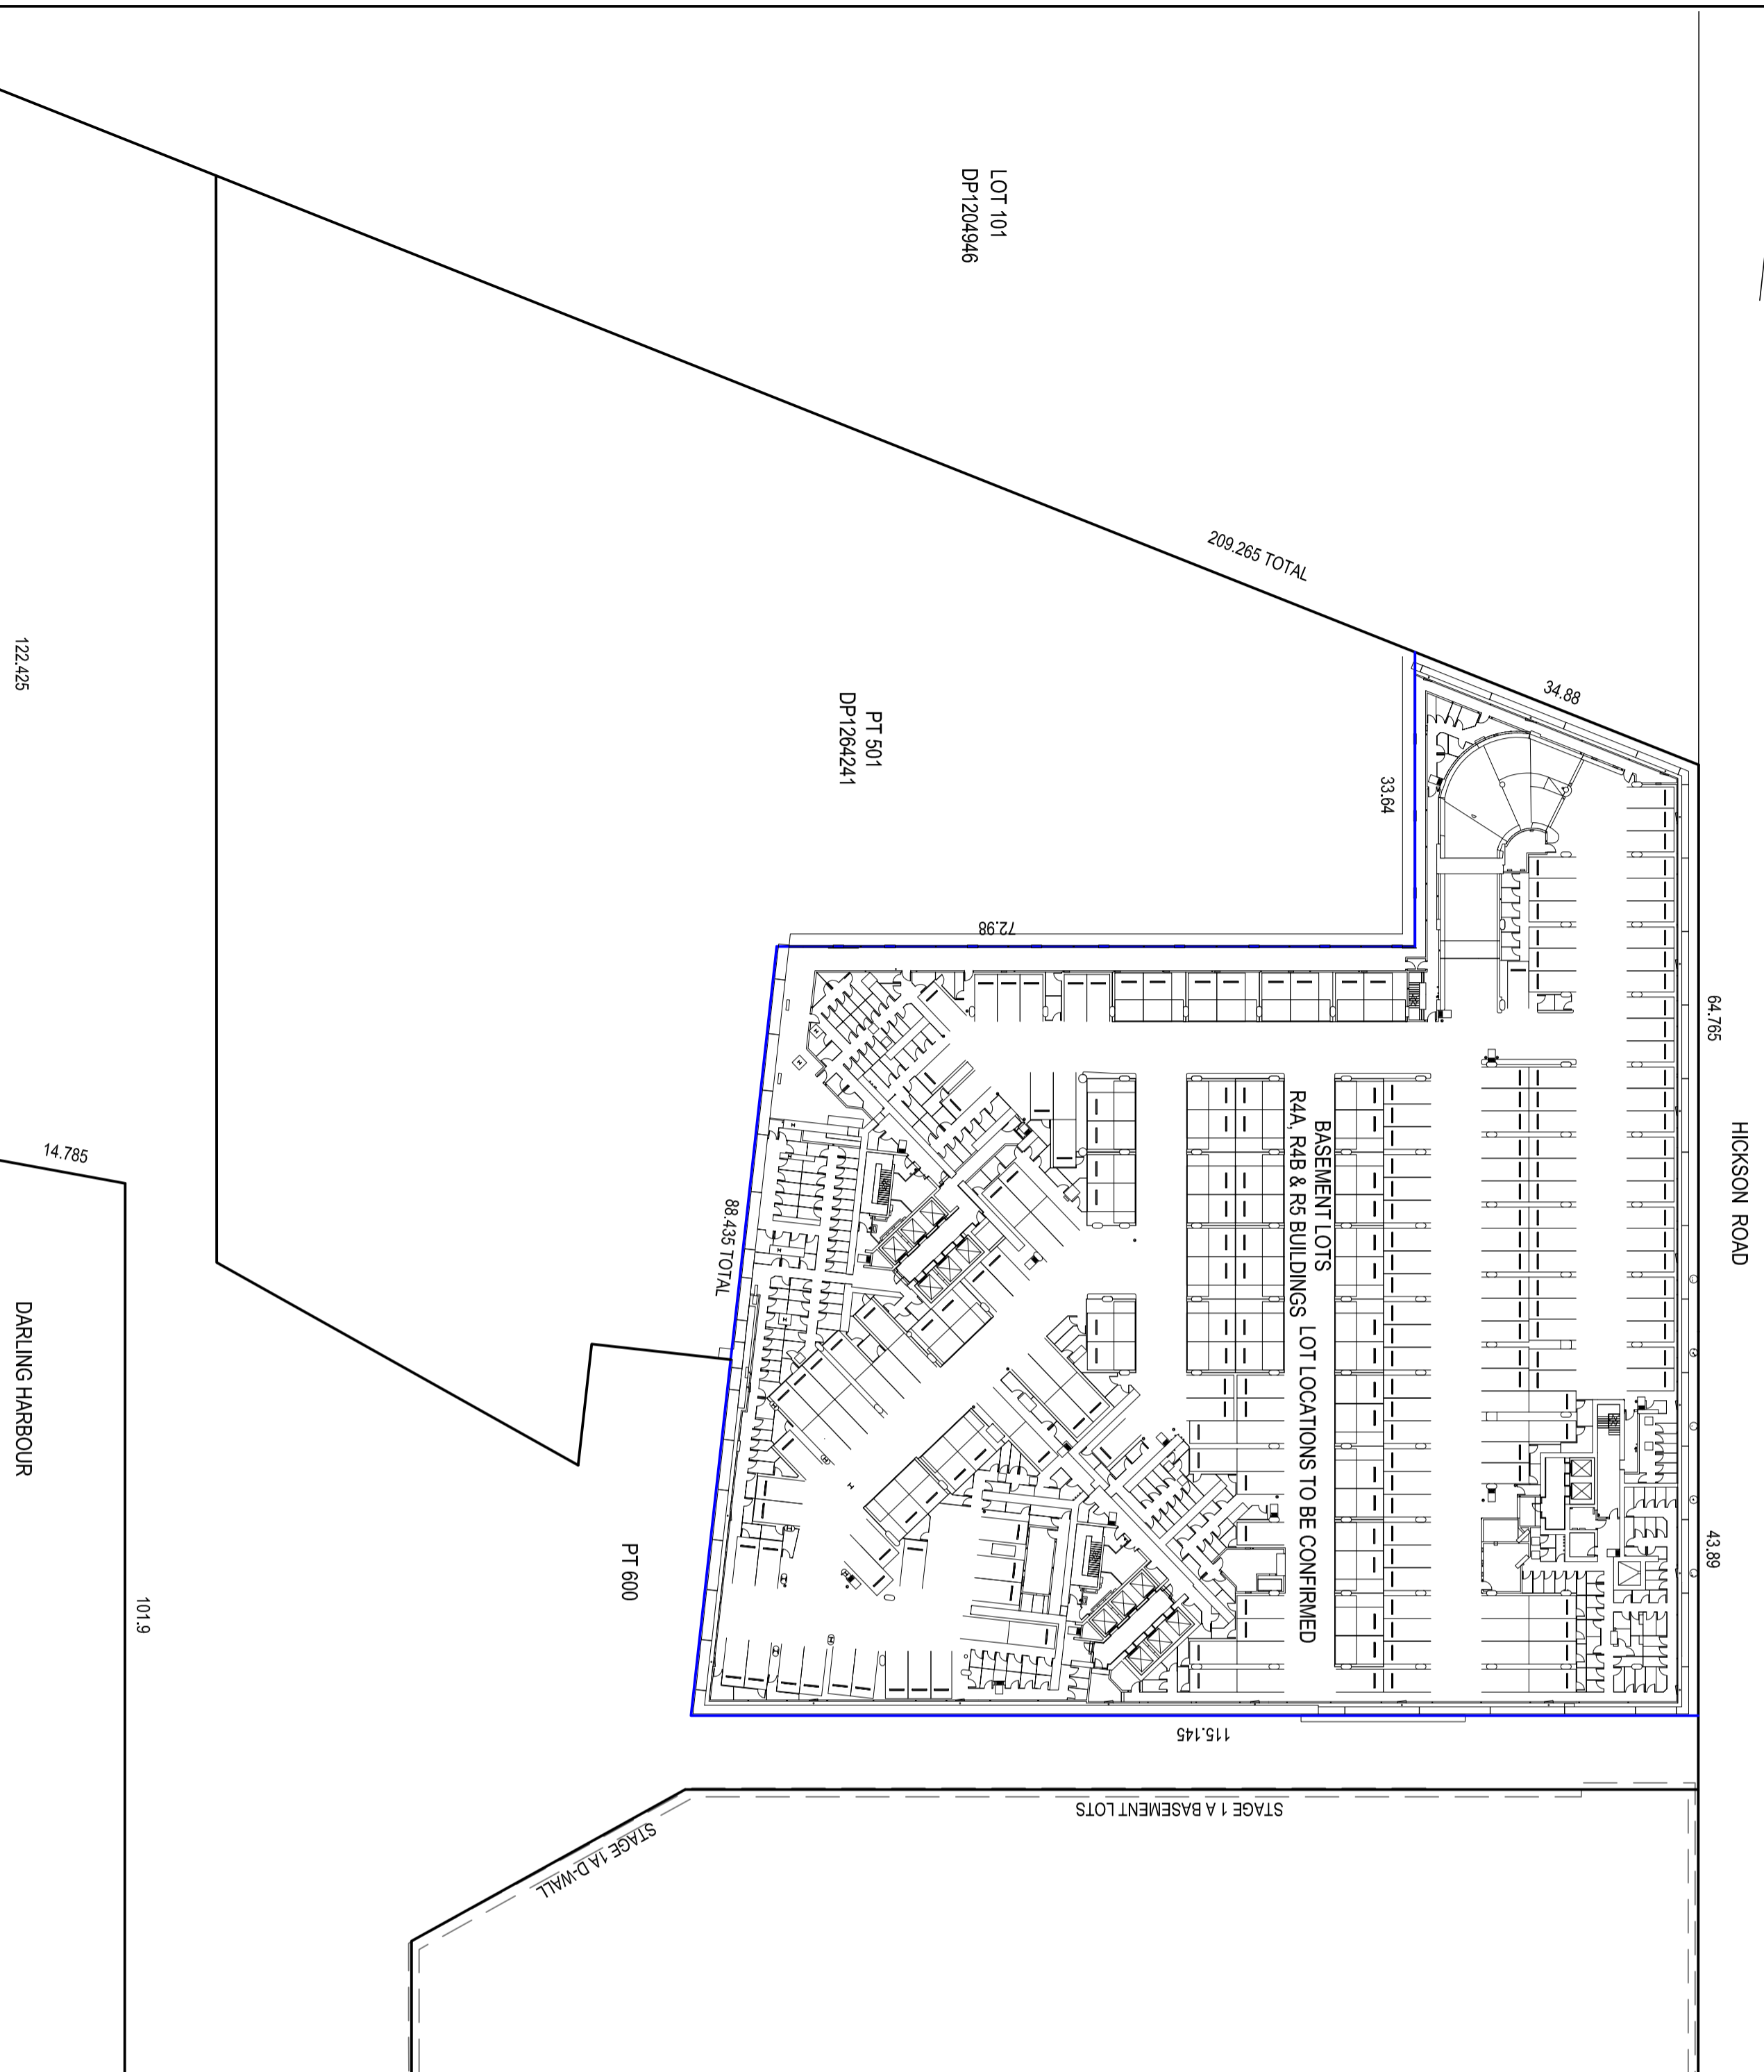 LOT 101
DP1204946
209.265 TOTAL
34.88
122.425
PT 501
DP1264241
33.64
72.98
64.765
HICKSON ROAD
BASEMENT LOTS
R4A, R4B & R5 BUILDINGS
LOT LOCATIONS TO BE CONFIRMED
14.785
88.435 TOTAL
DARLING HARBOUR
PT 600
43.89
101.9
115.145
STAGE 1 A BASEMENT LOTS
STAGE 1A D-WALL